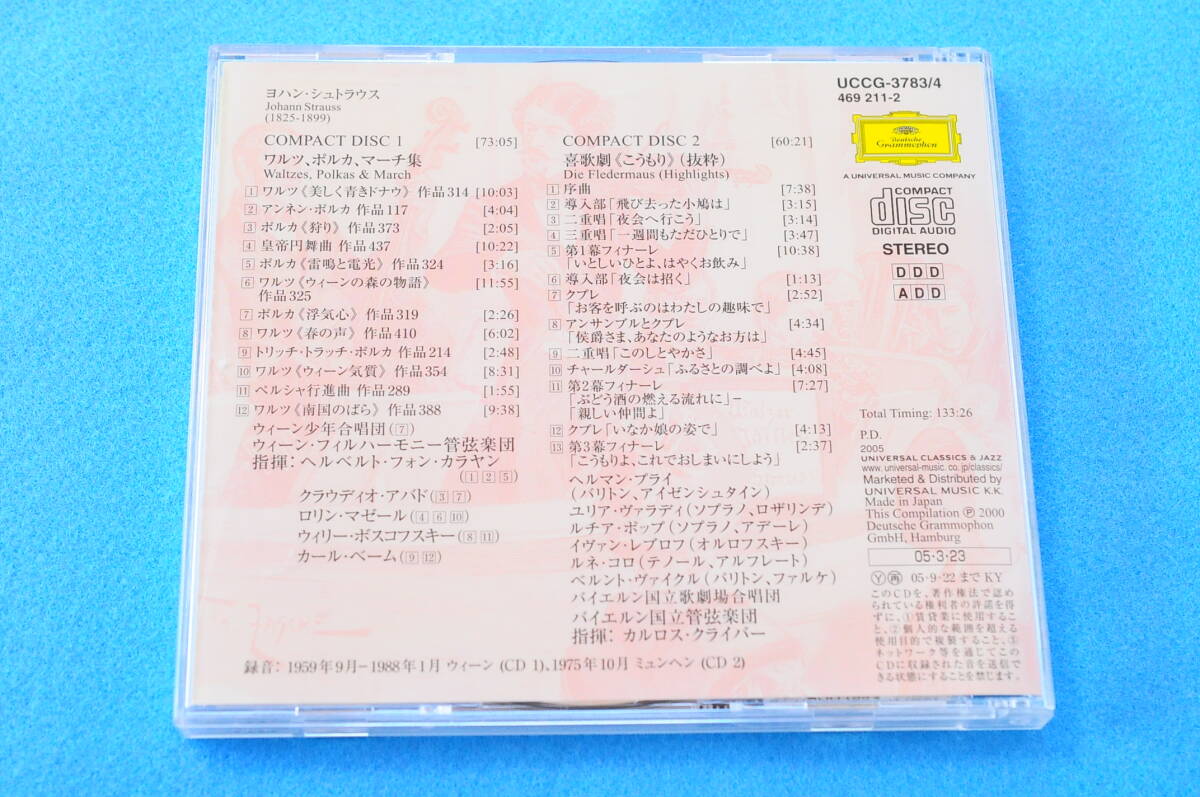 ヨハン・シュトラウス
Johann Strauss
(1825-1899)
COMPACT DISC 1 [73:05]
ワルツ、ポルカ、マーチ集
Waltzes, Polkas & March
1 ワルツ《美しく青きドナウ》 作品314 [10:03]
2 アンネン・ポルカ 作品117 [4:04]
3 ポルカ《狩り》 作品373 [2:05]
4 皇帝円舞曲 作品437 [10:22]
5 ポルカ《雷鳴と電光》 作品324 [3:16]
6 ワルツ《ウィーンの森の物語》 [11:55]
作品325
7 ポルカ《浮気心》 作品319 [2:26]
8 ワルツ《春の声》 作品410 [6:02]
9 トリッチ・トラッチ・ポルカ 作品214 [2:48]
10 ワルツ《ウィーン気質》 作品354 [8:31]
11 ペルシャ行進曲 作品289 [1:55]
12 ワルツ《南国のばら》 作品388 [9:38]
ウィーン少年合唱団(7)
ウィーン・フィルハーモニー管弦楽団
指揮:ヘルベルト・フォン・カラヤン
(1 2 5)
クラウディオ・アバド(3 7)
ロリン・マゼール(4 6 10)
ウィリー・ボスコフスキー(8 11)
カール・ベーム(9 12)
COMPACT DISC 2 [60:21]
喜歌劇《こうもり》(抜粋)
Die Fledermaus (Highlights)
1 序曲 [7:38]
2 導入部「飛び去った小鳩は」 [3:15]
3 二重唱「夜会へ行こう」 [3:14]
4 三重唱「一週間もただひとりで」 [3:47]
5 第1幕フィナーレ [10:38]
「いとしいひとよ、はやくお飲み」
6 導入部「夜会は招く」 [1:13]
7 クプレ [2:52]
「お客を呼ぶのはわたしの趣味で」
8 アンサンブルとクプレ [4:34]
「侯爵さま、あなたのようなお方は」
9 二重唱「このしとやかさ」 [4:45]
10 チャールダーシュ「ふるさとの調べよ」 [4:08]
11 第2幕フィナーレ [7:27]
「ぶどう酒の燃える流れに」–
「親しい仲間よ」
12 クプレ「いなか娘の姿で」 [4:13]
13 第3幕フィナーレ [2:37]
「こうもりよ、これでおしまいにしよう」
ヘルマン・プライ
(バリトン、アイゼンシュタイン)
ユリア・ヴァラディ(ソプラノ、ロザリンデ)
ルチア・ポップ(ソプラノ、アデーレ)
イヴァン・レブロフ(オルロフスキー)
ルネ・コロ(テノール、アルフレート)
ベルント・ヴァイクル(バリトン、ファルケ)
バイエルン国立歌劇場合唱団
バイエルン国立管弦楽団
指揮:カルロス・クライバー
録音:1959年9月–1988年1月 ウィーン (CD 1)、1975年10月 ミュンヘン (CD 2)
UCCG-3783/4
469 211-2
Deutsche
Grammophon
A UNIVERSAL MUSIC COMPANY
COMPACT
disc
DIGITAL AUDIO
STEREO
DDD
ADD
Total Timing: 133:26
P.D.
2005
UNIVERSAL CLASSICS & JAZZ
www.universal-music.co.jp/classics/
Marketed & Distributed by
UNIVERSAL MUSIC K.K.
Made in Japan
This Compilation Ⓟ 2000
Deutsche Grammophon
GmbH, Hamburg
05・3・23
Ⓨ再 05・9・22 まで KY
このCDを、著作権法で認め
られている権利者の許諾を得
ずに、①賃貸業に使用するこ
と、②個人的な範囲を超える
使用目的で複製すること、③
ネットワーク等を通じてこの
CDに収録された音を送信で
きる状態にすることを禁じます。